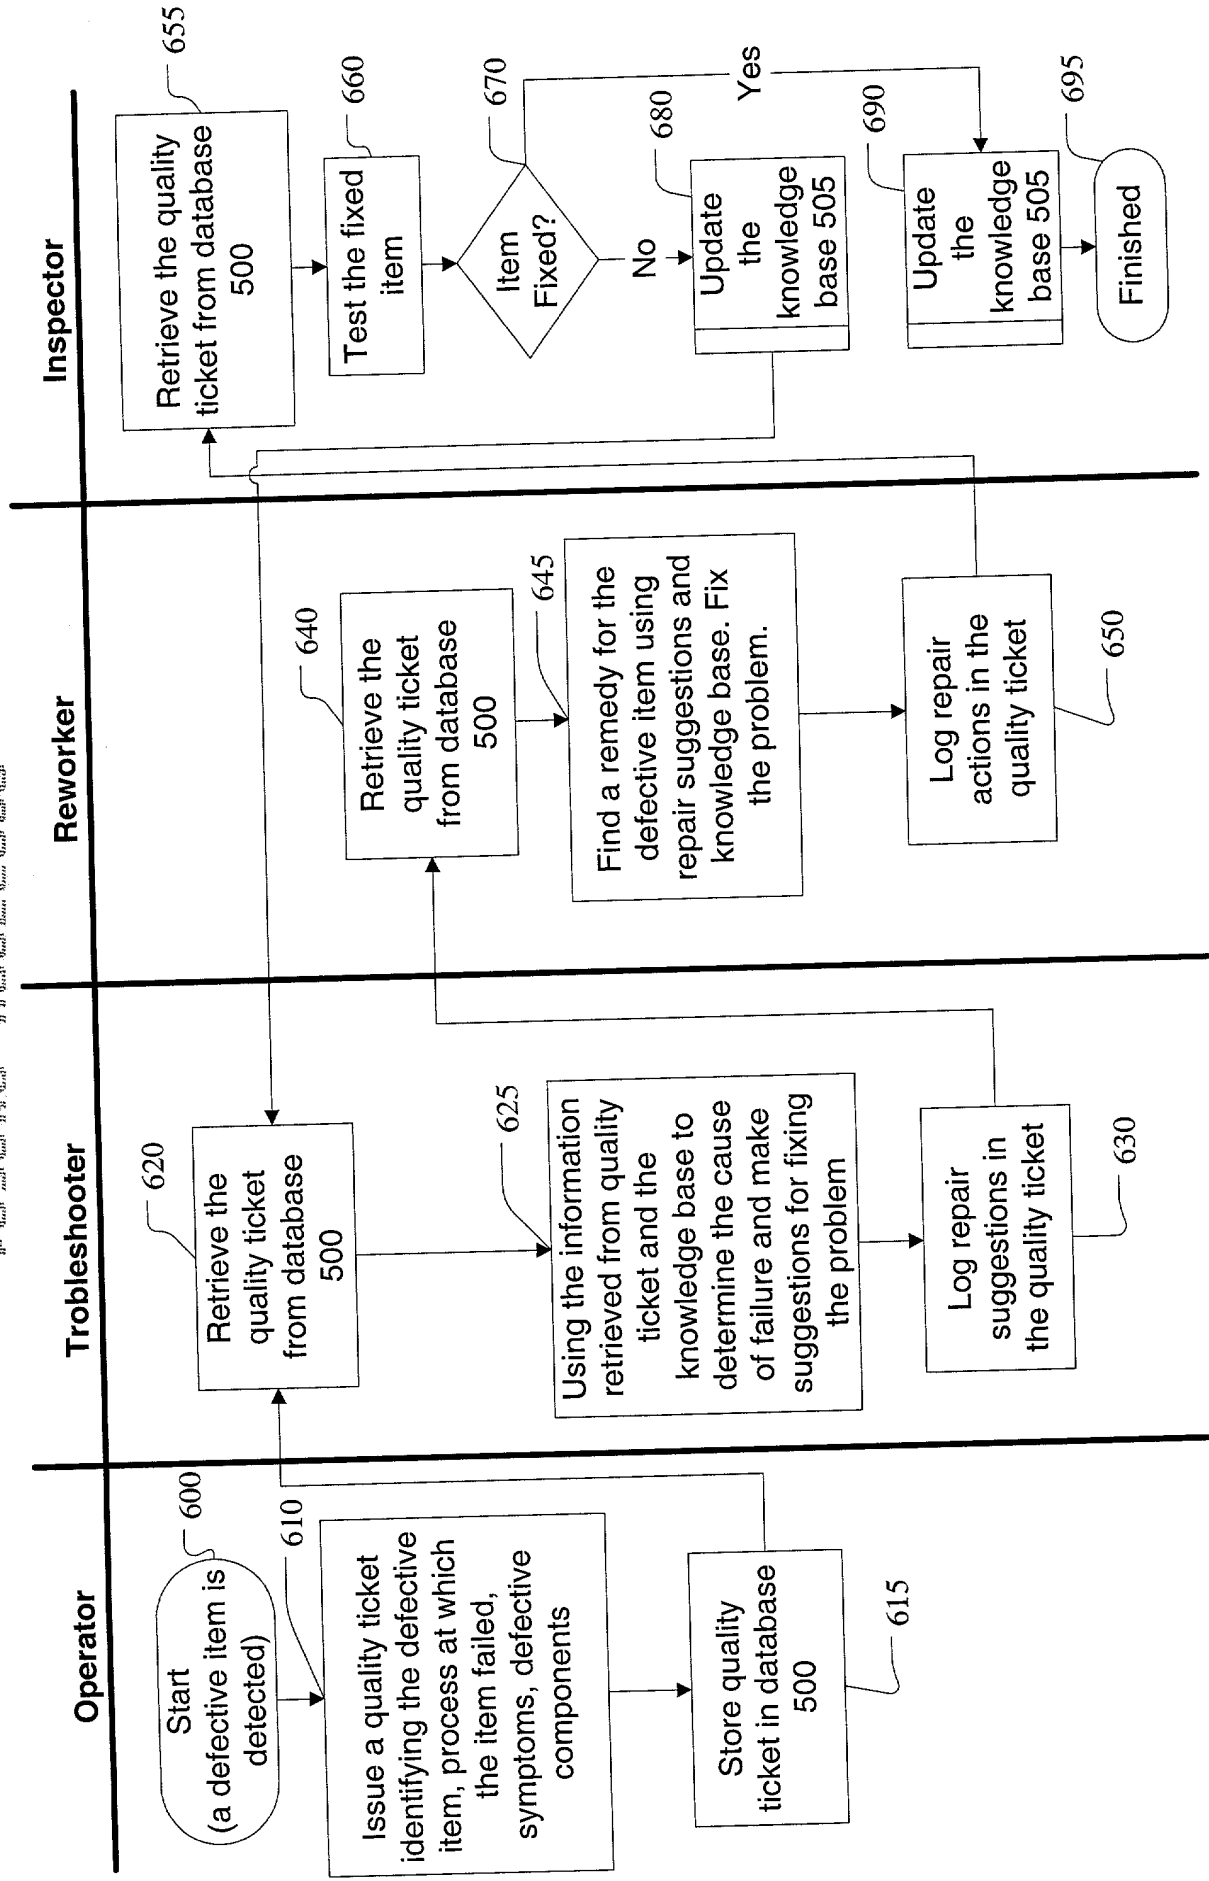 Operator
Start
(a defective item is
detected)
600
610
Issue a quality ticket
identifying the defective
item, process at which
the item failed,
symptoms, defective
components
Store quality
ticket in database
500
615
Trobleshooter
620
Retrieve the
quality ticket
from database
500
625
Using the information
retrieved from quality
ticket and the
knowledge base to
determine the cause
of failure and make
suggestions for fixing
the problem
Log repair
suggestions in
the quality ticket
630
Reworker
640
Retrieve the
quality ticket
from database
500
645
Find a remedy for the
defective item using
repair suggestions and
knowledge base. Fix
the problem.
Log repair
actions in the
quality ticket
650
Inspector
655
Retrieve the quality
ticket from database
500
660
Test the fixed
item
670
Item
Fixed?
No
Yes
680
Update
the
knowledge
base 505
690
Update
the
knowledge
base 505
695
Finished